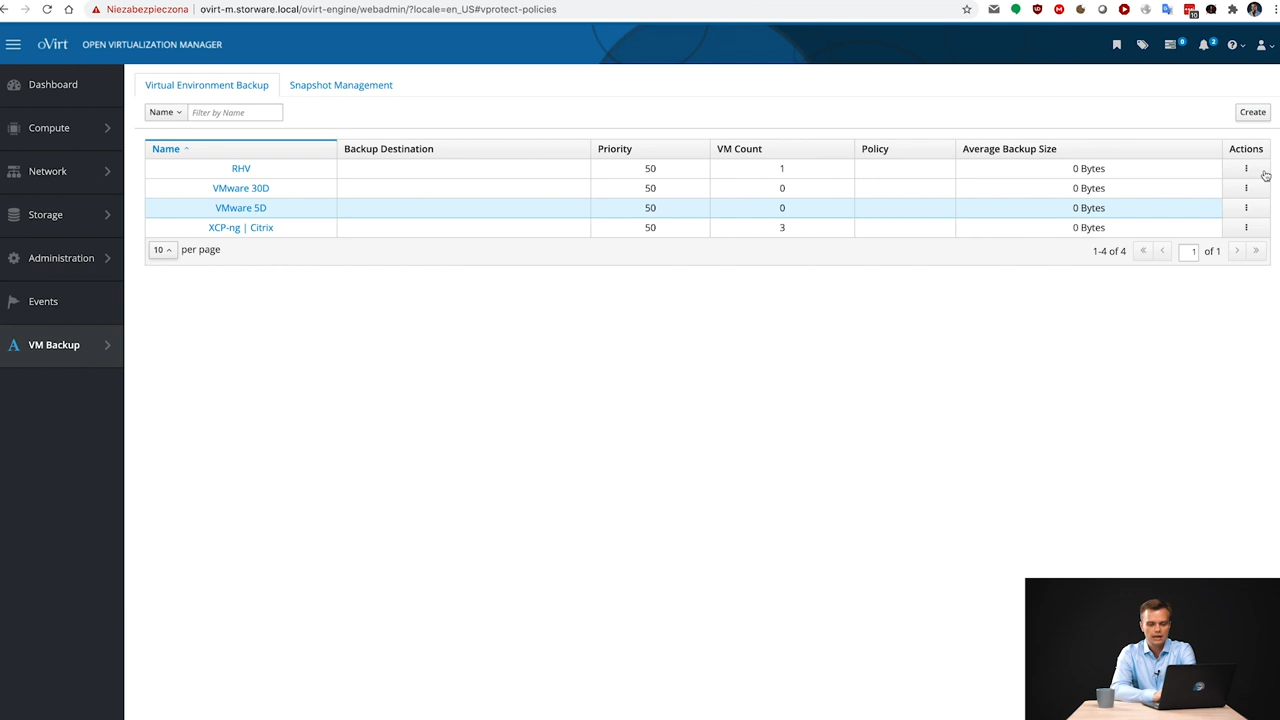 Niezabezpieczona ovirt-m.storware.local/ovirt-engine/webadmin/?locale=en_US#vprotect-policies
10
oVirt OPEN VIRTUALIZATION MANAGER
0
2
Dashboard
Compute
Network
Storage
Administration
Events
VM Backup
Virtual Environment Backup Snapshot Management
Name Filter by Name Create
Name Backup Destination Priority VM Count Policy Average Backup Size Actions
RHV 50 1 0 Bytes
VMware 30D 50 0 0 Bytes
VMware 5D 50 0 0 Bytes
XCP-ng | Citrix 50 3 0 Bytes
10 per page 1-4 of 4 1 of 1